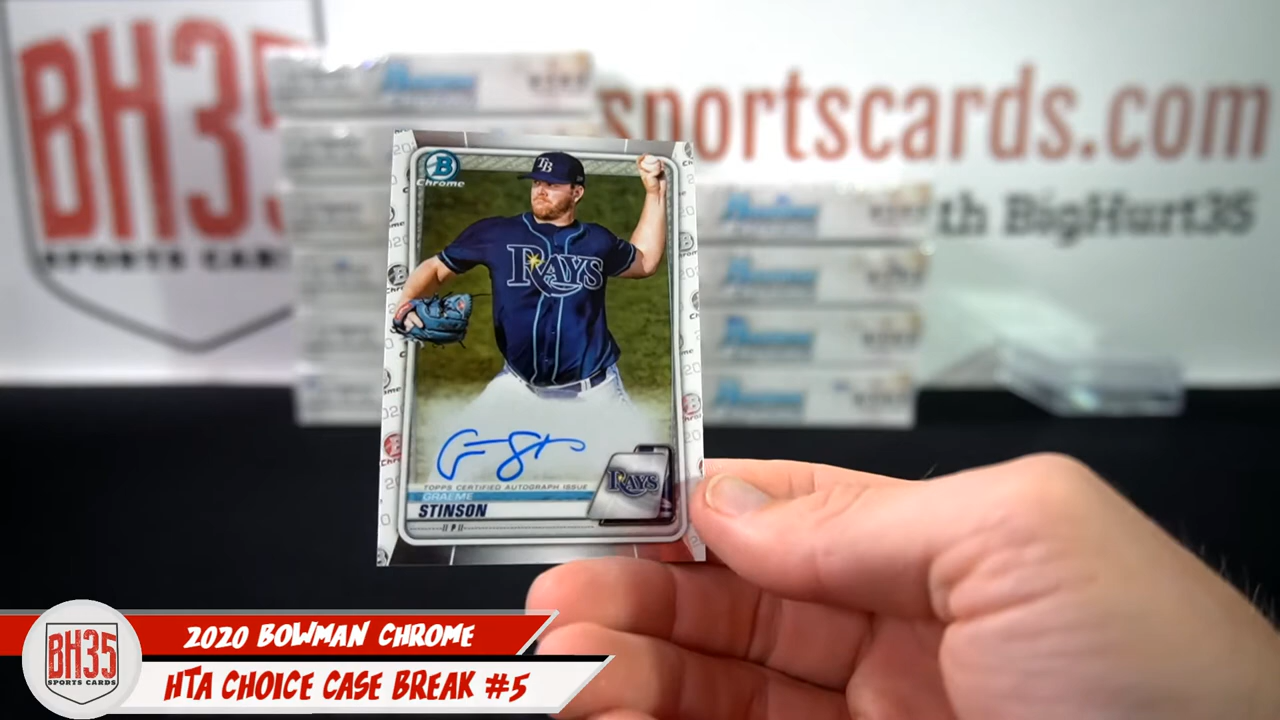 BH35
SPORTS CARDS
sportscards.com
th BigHurt35
B
Chrome
TB
RAYS
TOPPS CERTIFIED AUTOGRAPH ISSUE
GRAEME
STINSON
P
RAYS
BH35
SPORTS CARDS
2020 BOWMAN CHROME
HTA CHOICE CASE BREAK #5